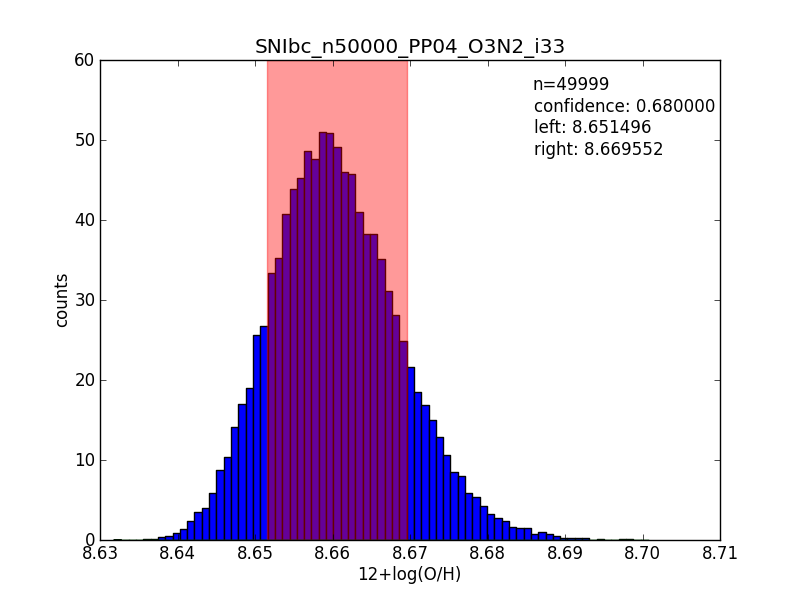 SNIbc_n50000_PP04_O3N2_i33
n=49999
confidence: 0.680000
left: 8.651496
right: 8.669552
60
50
40
30
20
10
0
counts
8.63 8.64 8.65 8.66 8.67 8.68 8.69 8.70 8.71
12+log(O/H)